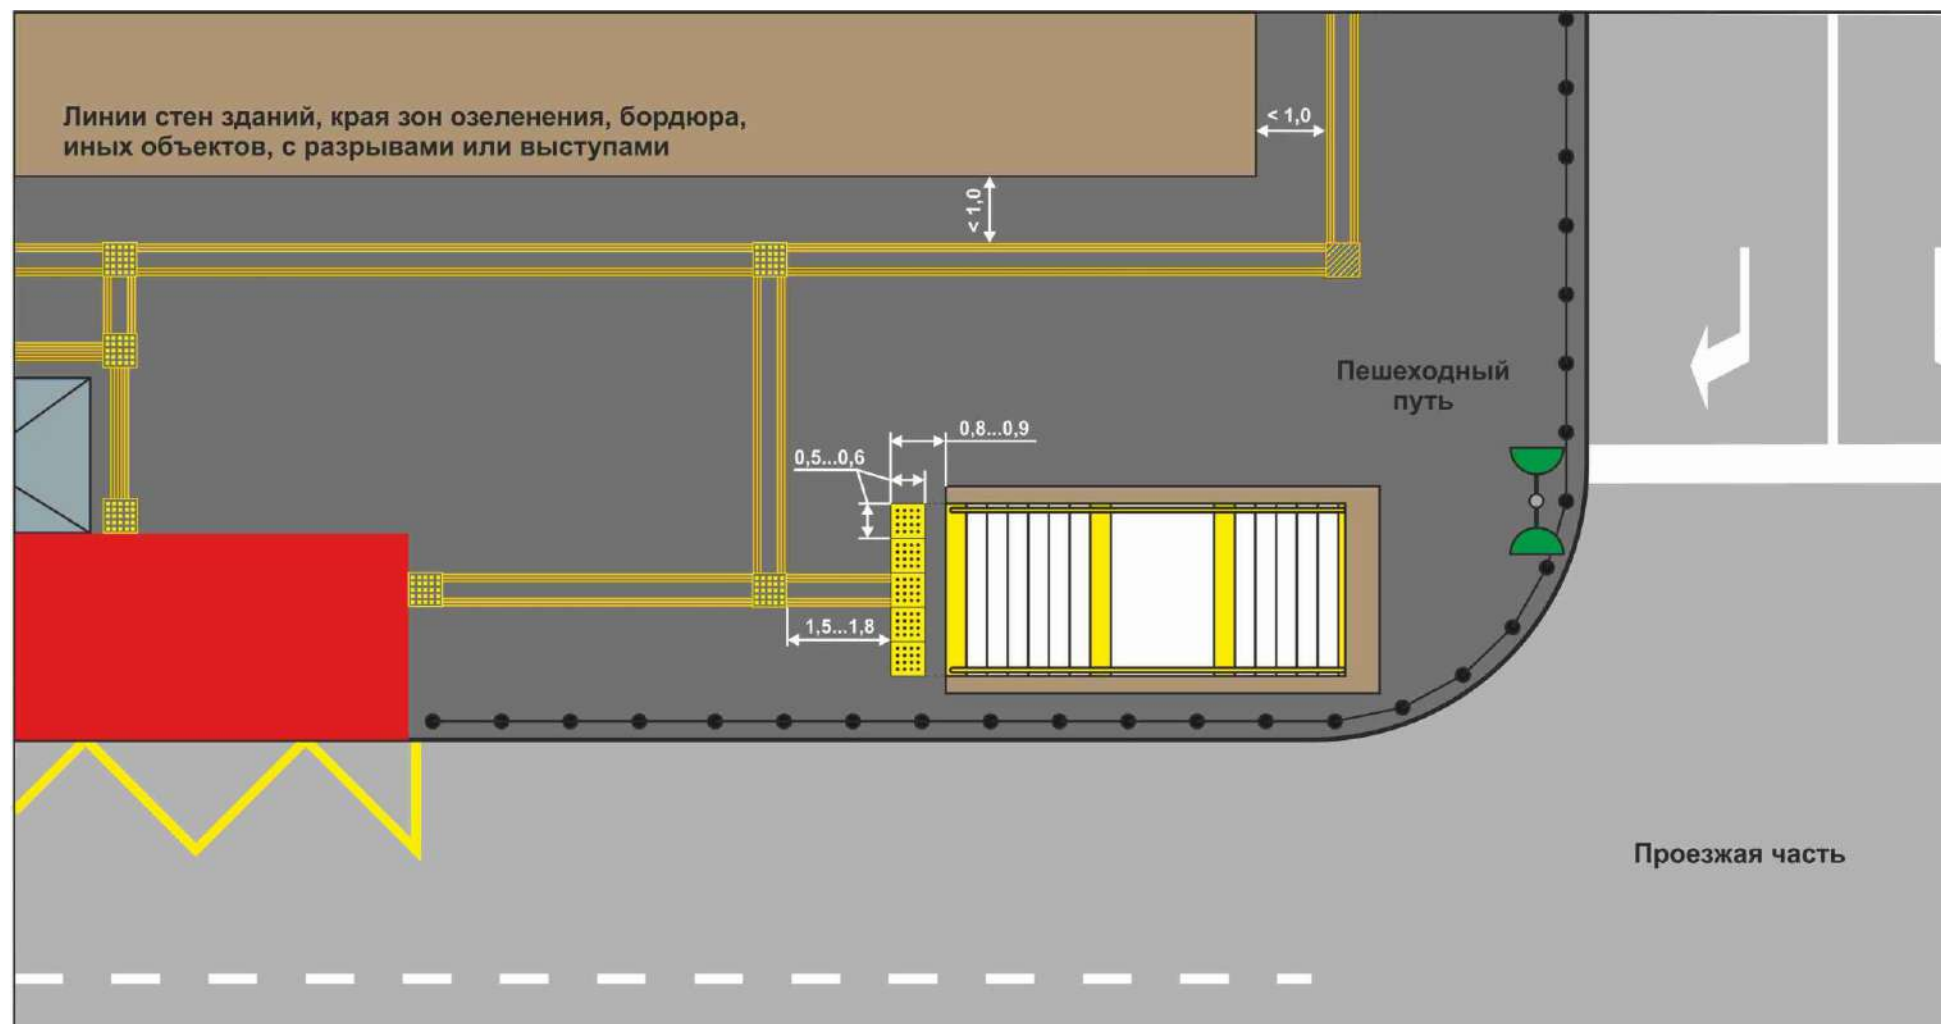 Линии стен зданий, края зон озеленения, бордюра,
иных объектов, с разрывами или выступами
< 1,0
< 1,0
Пешеходный
путь
0,8...0,9
0,5...0,6
1,5...1,8
Проезжая часть